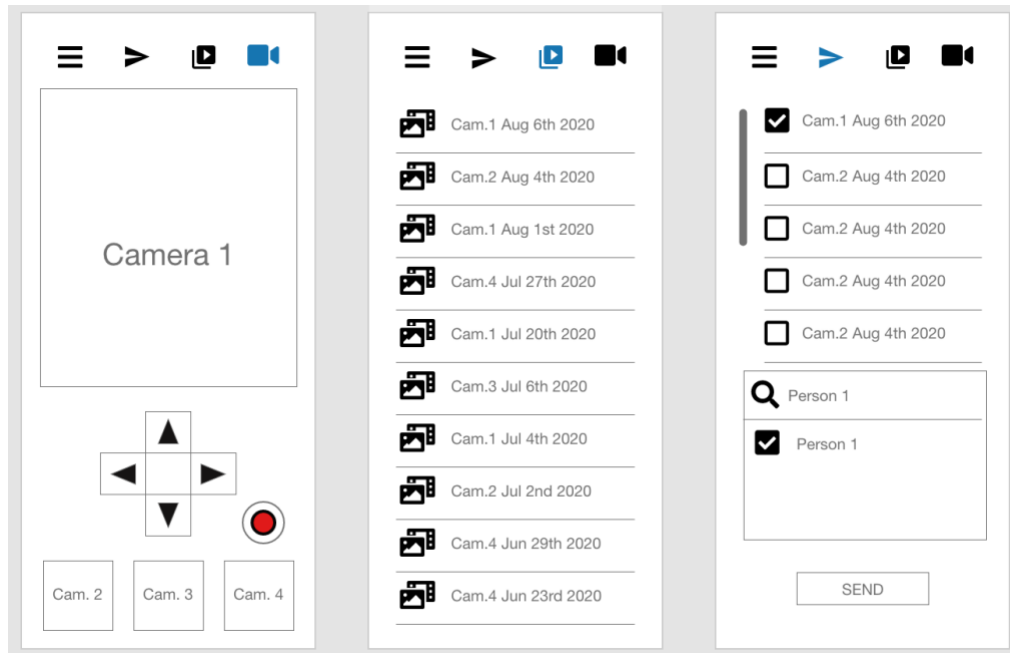 Camera 1
Cam. 2
Cam. 3
Cam. 4
Cam.1 Aug 6th 2020
Cam.2 Aug 4th 2020
Cam.1 Aug 1st 2020
Cam.4 Jul 27th 2020
Cam.1 Jul 20th 2020
Cam.3 Jul 6th 2020
Cam.1 Jul 4th 2020
Cam.2 Jul 2nd 2020
Cam.4 Jun 29th 2020
Cam.4 Jun 23rd 2020
Cam.1 Aug 6th 2020
Cam.2 Aug 4th 2020
Cam.2 Aug 4th 2020
Cam.2 Aug 4th 2020
Cam.2 Aug 4th 2020
Person 1
Person 1
SEND